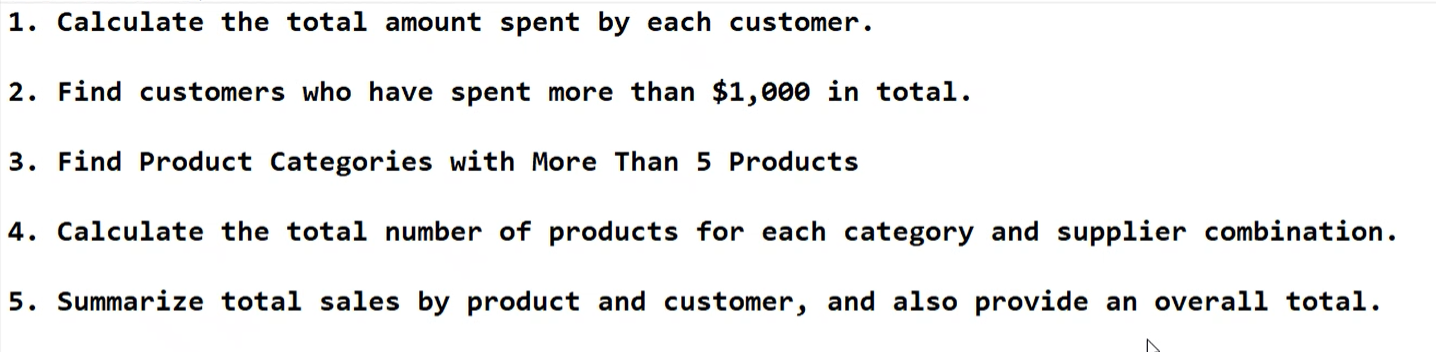 1. Calculate the total amount spent by each customer.
2. Find customers who have spent more than $1,000 in total.
3. Find Product Categories with More Than 5 Products
4. Calculate the total number of products for each category and supplier combination.
5. Summarize total sales by product and customer, and also provide an overall total.